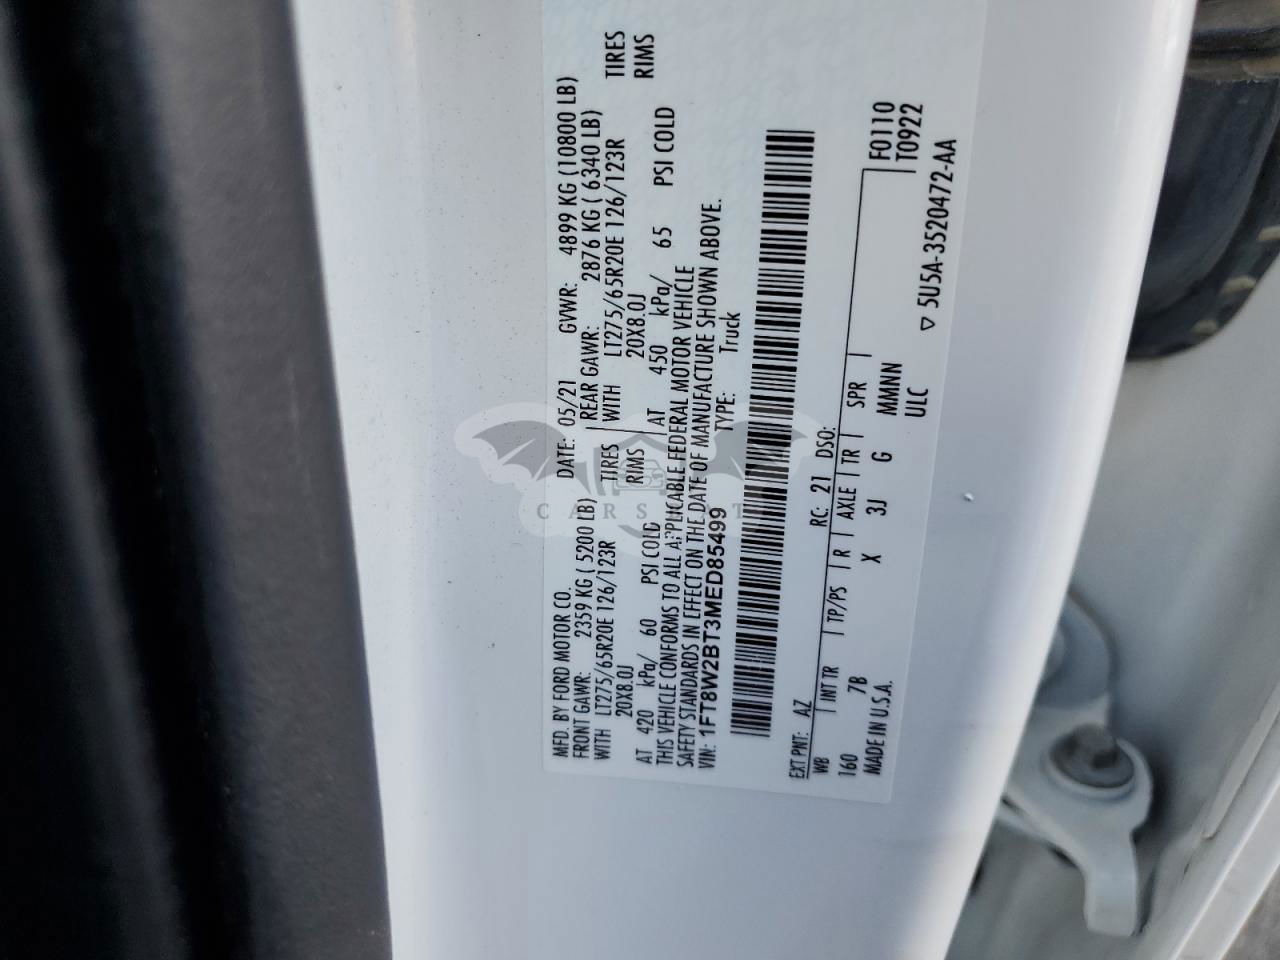 MFD. BY FORD MOTOR CO.
DATE: 05/21 GVWR: 4899 KG (10800 LB)
FRONT GAWR: 2359 KG ( 5200 LB)
REAR GAWR: 2876 KG ( 6340 LB)
WITH LT275/65R20E 126/123R TIRES
WITH LT275/65R20E 126/123R TIRES
20X8.0J RIMS
20X8.0J RIMS
AT 420 kPa/ 60 PSI COLD
AT 450 kPa/ 65 PSI COLD
THIS VEHICLE CONFORMS TO ALL APPLICABLE FEDERAL MOTOR VEHICLE
SAFETY STANDARDS IN EFFECT ON THE DATE OF MANUFACTURE SHOWN ABOVE.
VIN: 1FT8W2BT3MED85499 TYPE: Truck
EXT PNT: AZ RC: 21 DSO:
WB INT TR TP/PS R AXLE TR SPR
160 7B X 3J G MMNN
MADE IN U.S.A. ULC
F0110
T0922
▽ 5U5A-3520472-AA